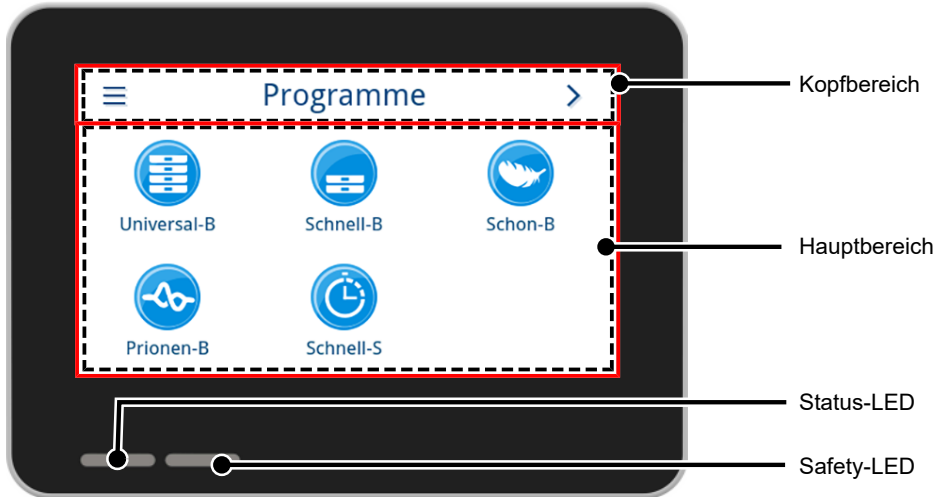 Programme
Kopfbereich
Universal-B
Schnell-B
Schon-B
Hauptbereich
Prionen-B
Schnell-S
Status-LED
Safety-LED